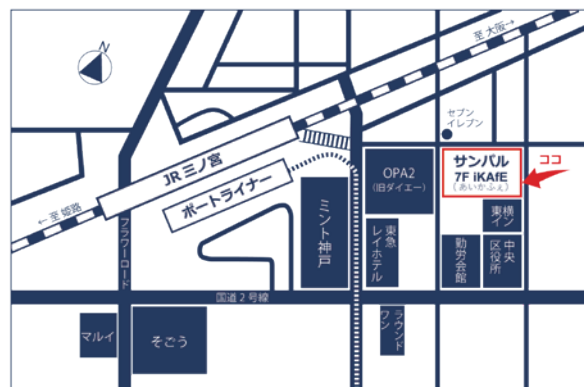 N
至 大阪→
セブン
イレブン
JR 三ノ宮
ポートライナー
← 至 姫路
フラワーロード
ミント神戸
OPA2
(旧ダイエー)
サンパル
7F iKAfE
(あいかふぇ)
ココ
東急
レイホテル
東横
イン
勤労会館
中央
区役所
国道2号線
マルイ
そごう
ラウンド
ワン